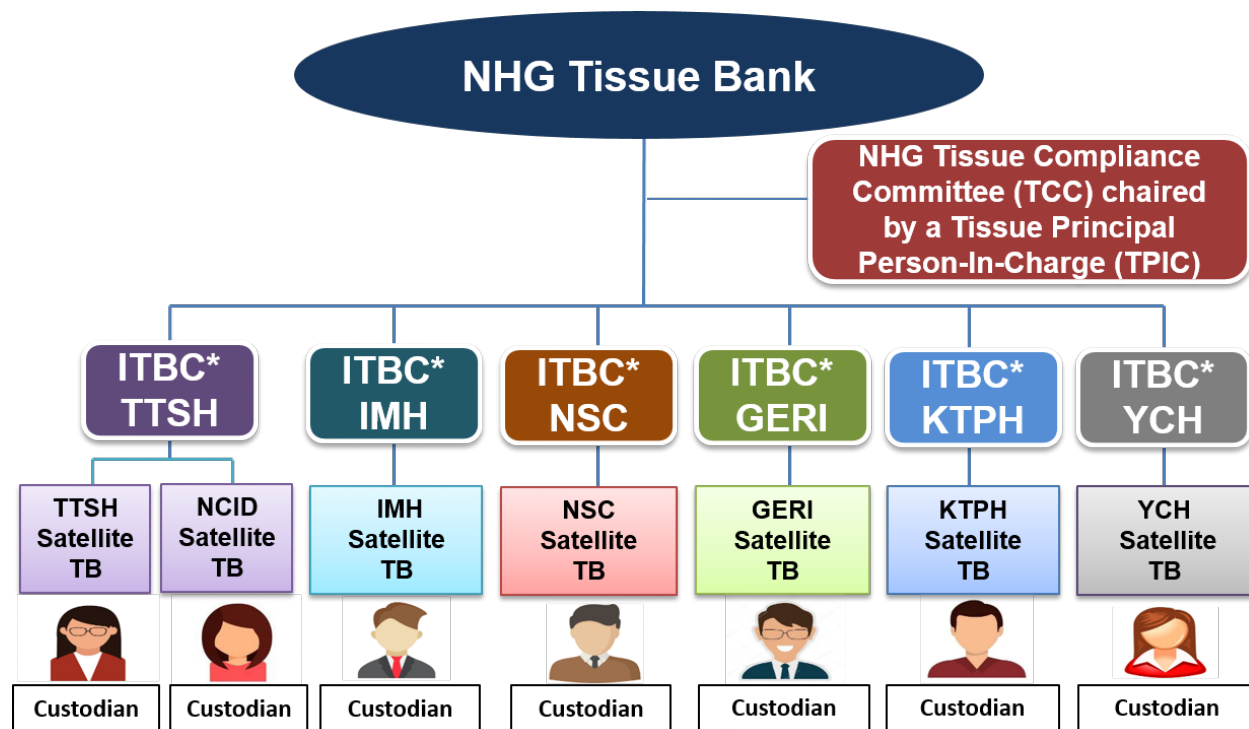 NHG Tissue Bank
NHG Tissue Compliance
Committee (TCC) chaired
by a Tissue Principal
Person-In-Charge (TPIC)
ITBC*
TTSH
ITBC*
IMH
ITBC*
NSC
ITBC*
GERI
ITBC*
KTPH
ITBC*
YCH
TTSH
Satellite
TB
NCID
Satellite
TB
IMH
Satellite
TB
NSC
Satellite
TB
GERI
Satellite
TB
KTPH
Satellite
TB
YCH
Satellite
TB
Custodian
Custodian
Custodian
Custodian
Custodian
Custodian
Custodian